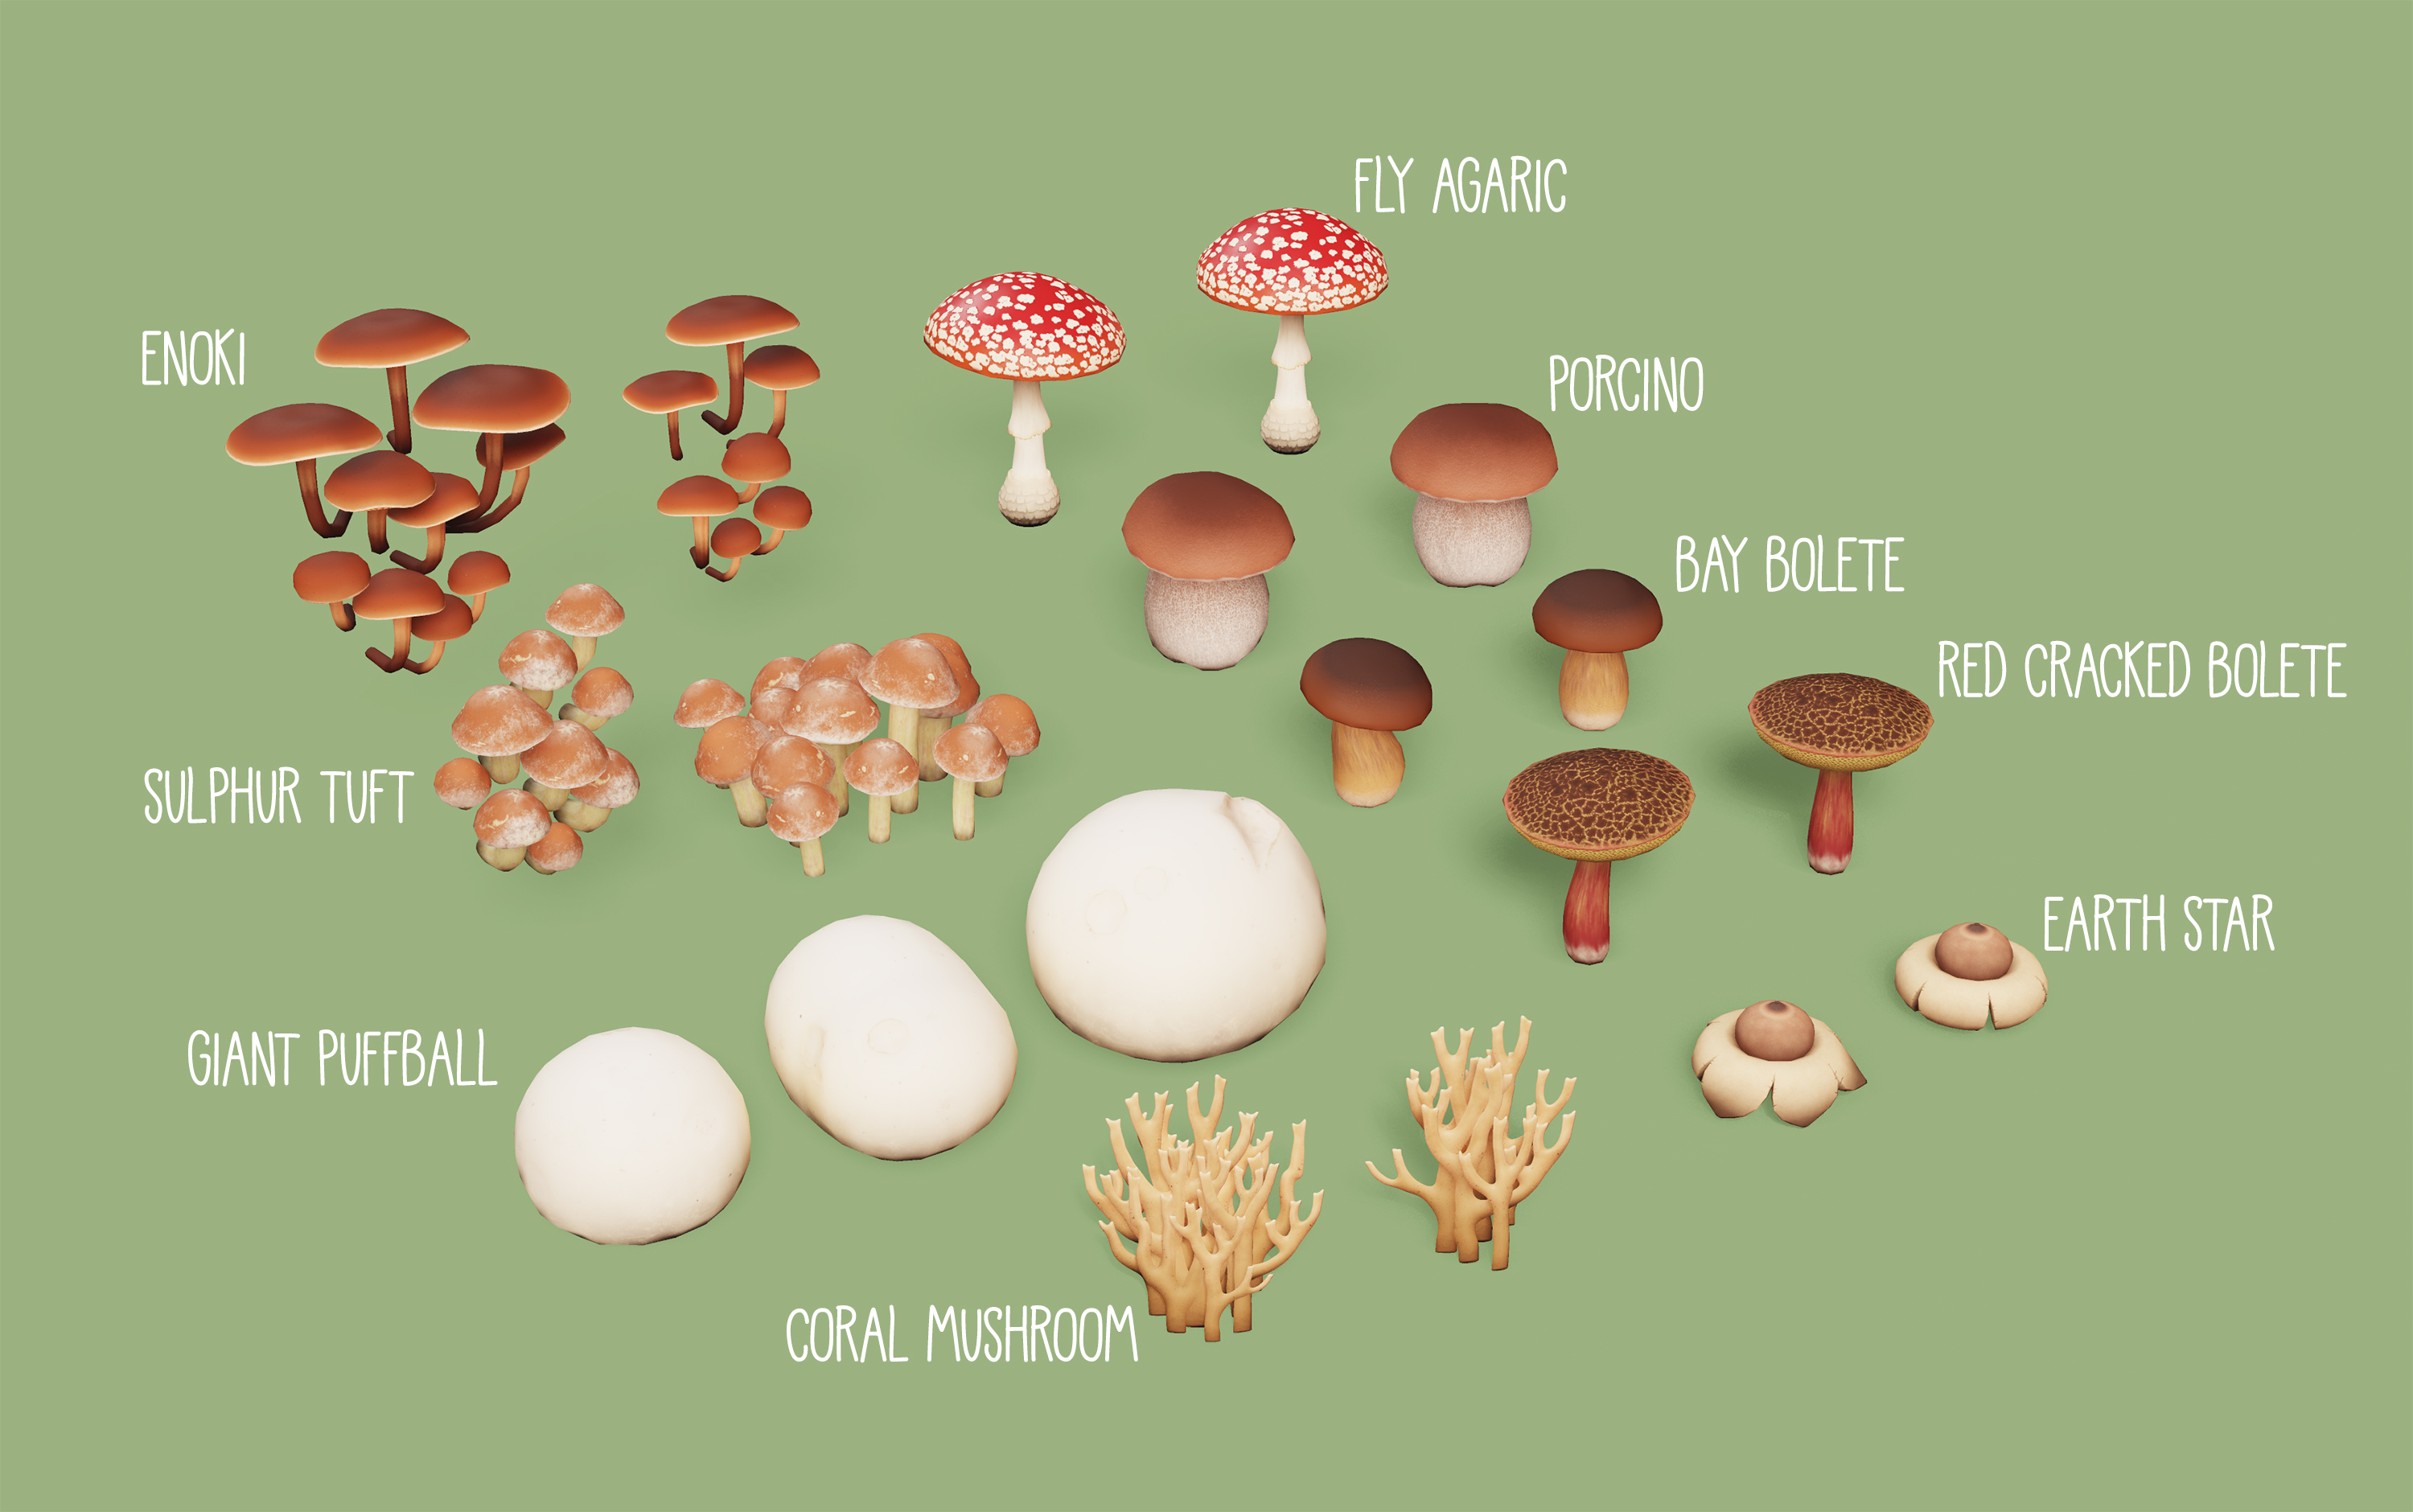 FLY AGARIC
ENOKI
PORCINO
BAY BOLETE
RED CRACKED BOLETE
SULPHUR TUFT
EARTH STAR
GIANT PUFFBALL
CORAL MUSHROOM